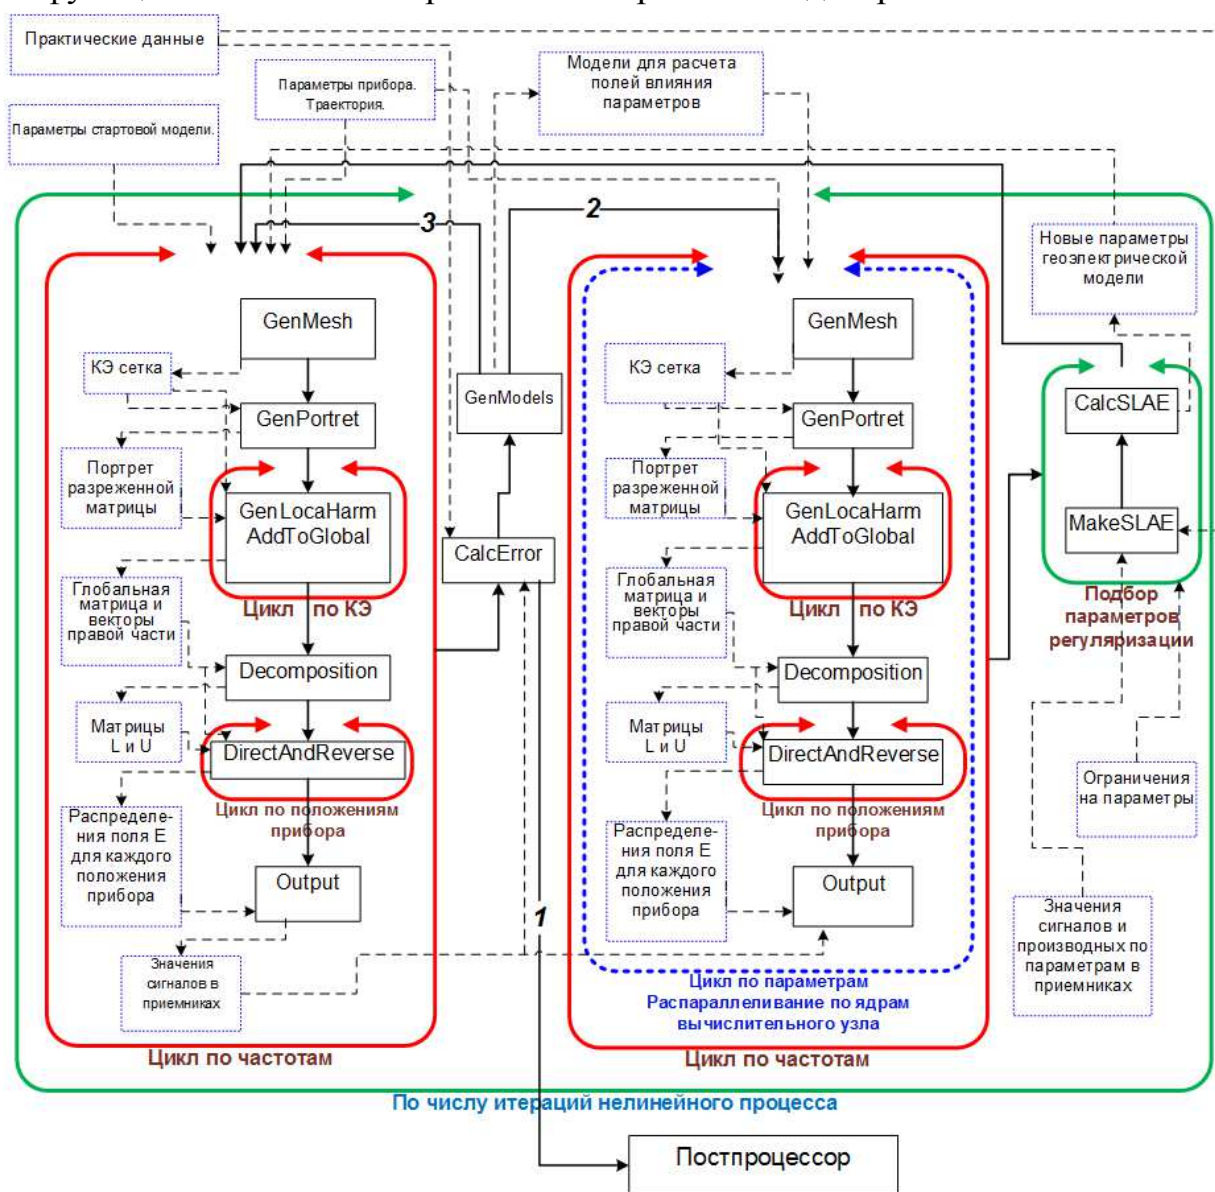 Практические данные
Параметры стартовой модели.
Параметры прибора.
Траектория.
Модели для расчета
полей влияния
параметров
3
2
Новые параметры
геоэлектрической
модели
GenMesh
КЭ сетка
GenPortret
Портрет
разреженной
матрицы
GenLocaHarm
AddToGlobal
Цикл по КЭ
Глобальная
матрица и
векторы
правой части
Decomposition
Матрицы
L и U
DirectAndReverse
Цикл по положениям
прибора
Распределе-
ния поля E
для каждого
положения
прибора
Output
Значения
сигналов в
приемниках
Цикл по частотам
GenModels
CalcError
1
GenMesh
КЭ сетка
GenPortret
Портрет
разреженной
матрицы
GenLocaHarm
AddToGlobal
Цикл по КЭ
Глобальная
матрица и
векторы
правой части
Decomposition
Матрицы
L и U
DirectAndReverse
Цикл по положениям
прибора
Распределе-
ния поля E
для каждого
положения
прибора
Output
Цикл по параметрам
Распараллеливание по ядрам
вычислительного узла
Цикл по частотам
CalcSLAE
MakeSLAE
Подбор
параметров
регуляризации
Ограничения
на параметры
Значения
сигналов и
производных по
параметрам в
приемниках
По числу итераций нелинейного процесса
Постпроцессор